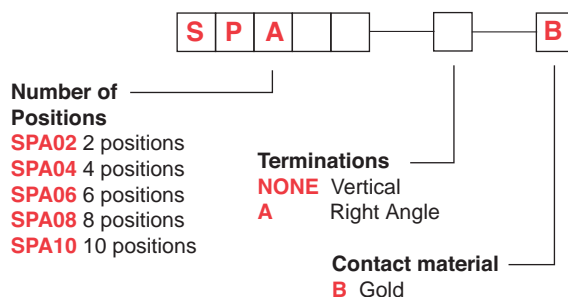 S P A B
Number of
Positions
SPA02 2 positions
SPA04 4 positions
SPA06 6 positions
SPA08 8 positions
SPA10 10 positions
Terminations
NONE Vertical
A Right Angle
Contact material
B Gold